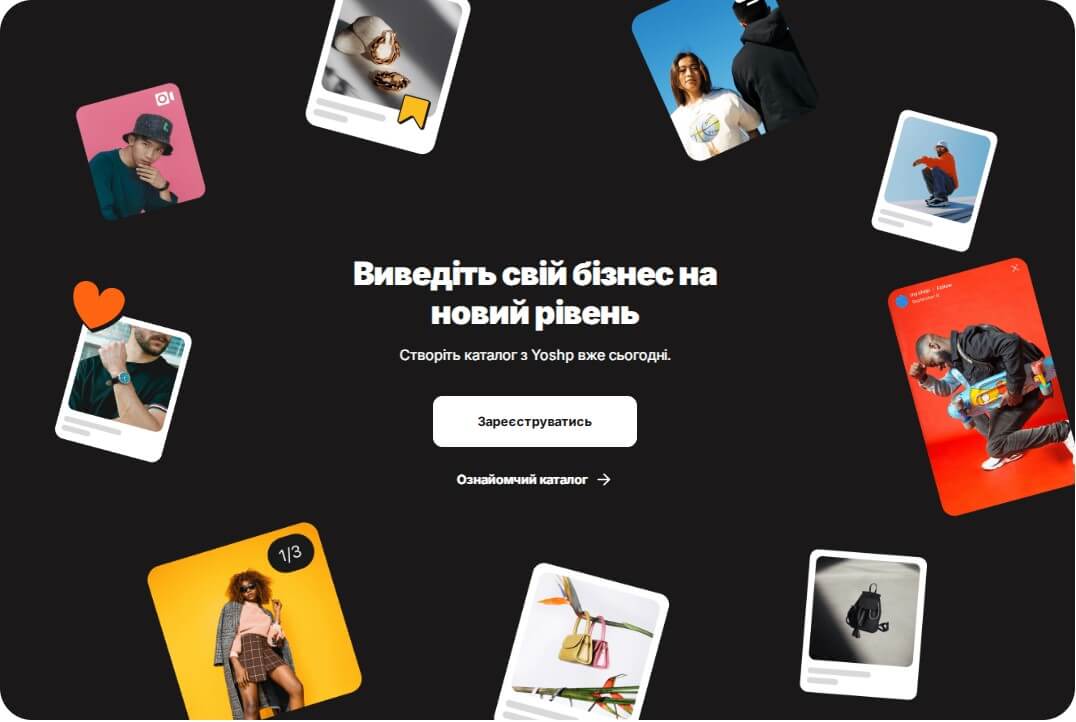 Виведіть свій бізнес на
новий рівень
Створіть каталог з Yoshp вже сьогодні.
Зареєструватись
Ознайомчий каталог →
1/3